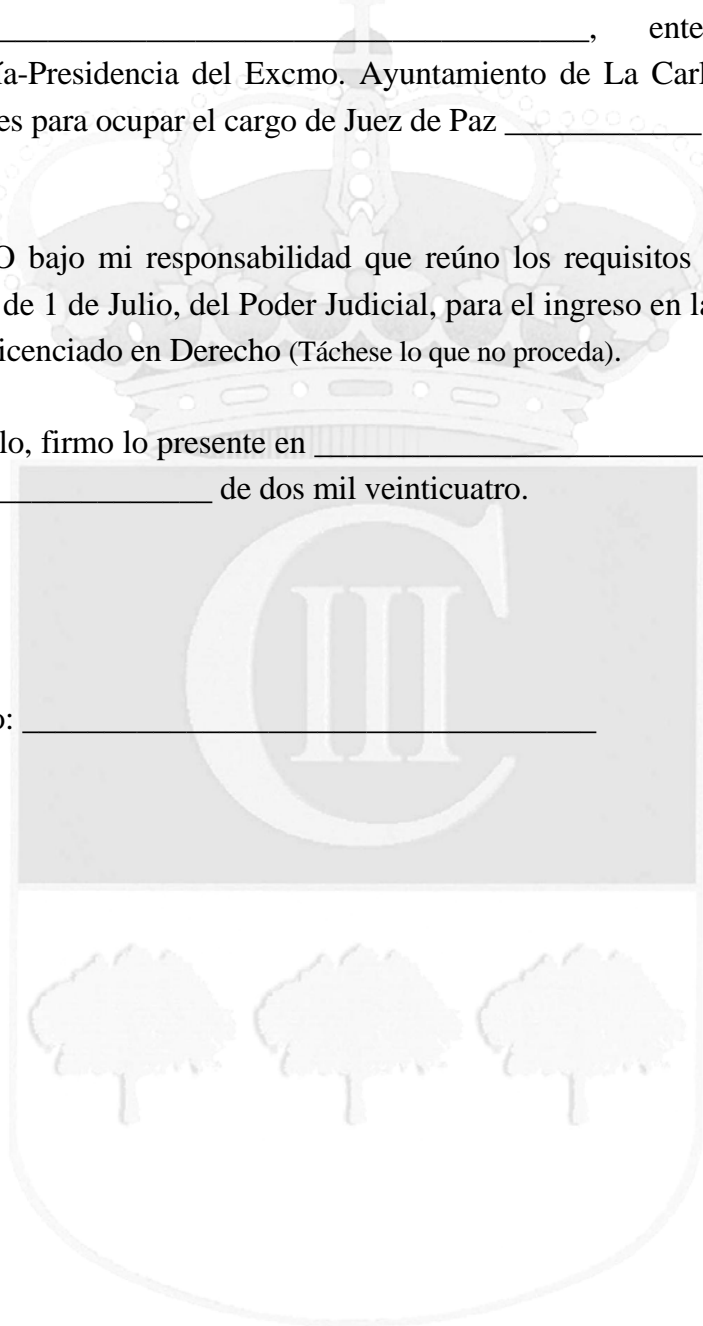 ________________________________, ente
ía-Presidencia del Excmo. Ayuntamiento de La Carl
es para ocupar el cargo de Juez de Paz ____________
O bajo mi responsabilidad que reúno los requisitos
de 1 de Julio, del Poder Judicial, para el ingreso en la
icenciado en Derecho (Táchese lo que no proceda).
lo, firmo lo presente en ________________________
_____________ de dos mil veinticuatro.
o: ___________________________________
CIII